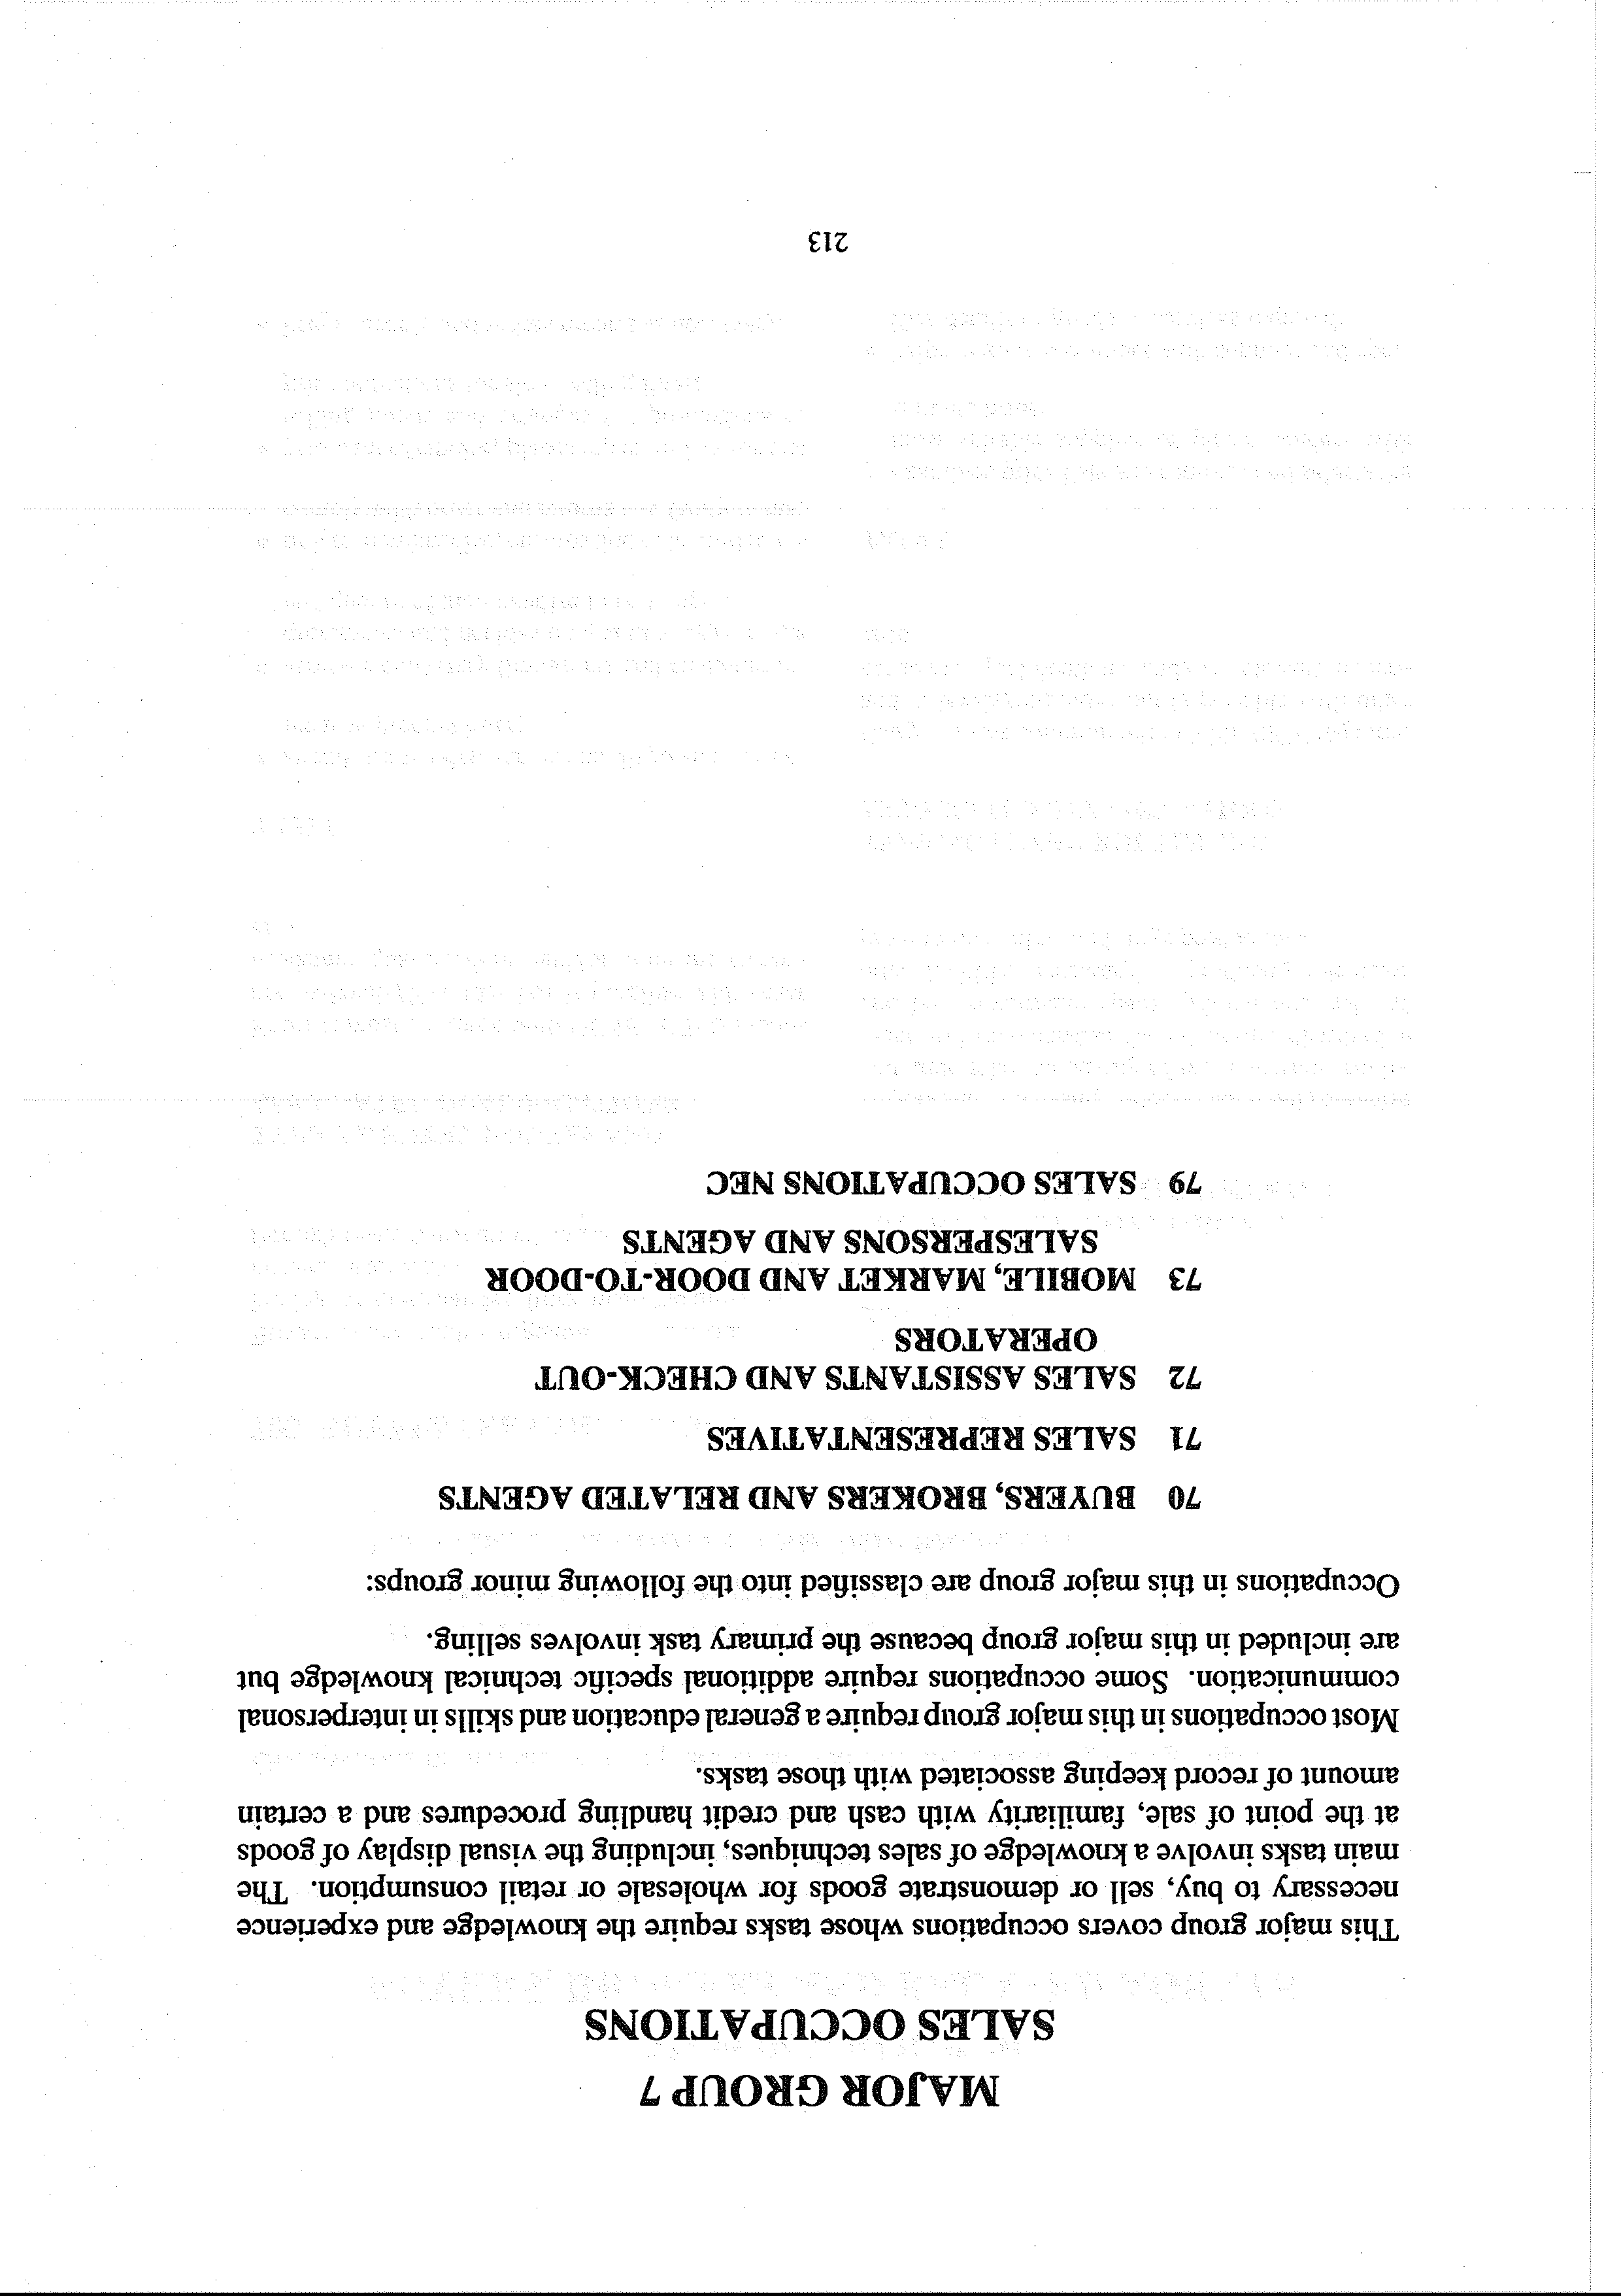 MAJOR GROUP 7
SALES OCCUPATIONS
This major group covers occupations whose tasks require the knowledge and experience
necessary to buy, sell or demonstrate goods for wholesale or retail consumption. The
main tasks involve a knowledge of sales techniques, including the visual display of goods
at the point of sale, familiarity with cash and credit handling procedures and a certain
amount of record keeping associated with those tasks.
Most occupations in this major group require a general education and skills in interpersonal
communication. Some occupations require additional specific technical knowledge but
are included in this major group because the primary task involves selling.
Occupations in this major group are classified into the following minor groups:
70 BUYERS, BROKERS AND RELATED AGENTS
71 SALES REPRESENTATIVES
72 SALES ASSISTANTS AND CHECK-OUT
OPERATORS
73 MOBILE, MARKET AND DOOR-TO-DOOR
SALESPERSONS AND AGENTS
79 SALES OCCUPATIONS NEC
213